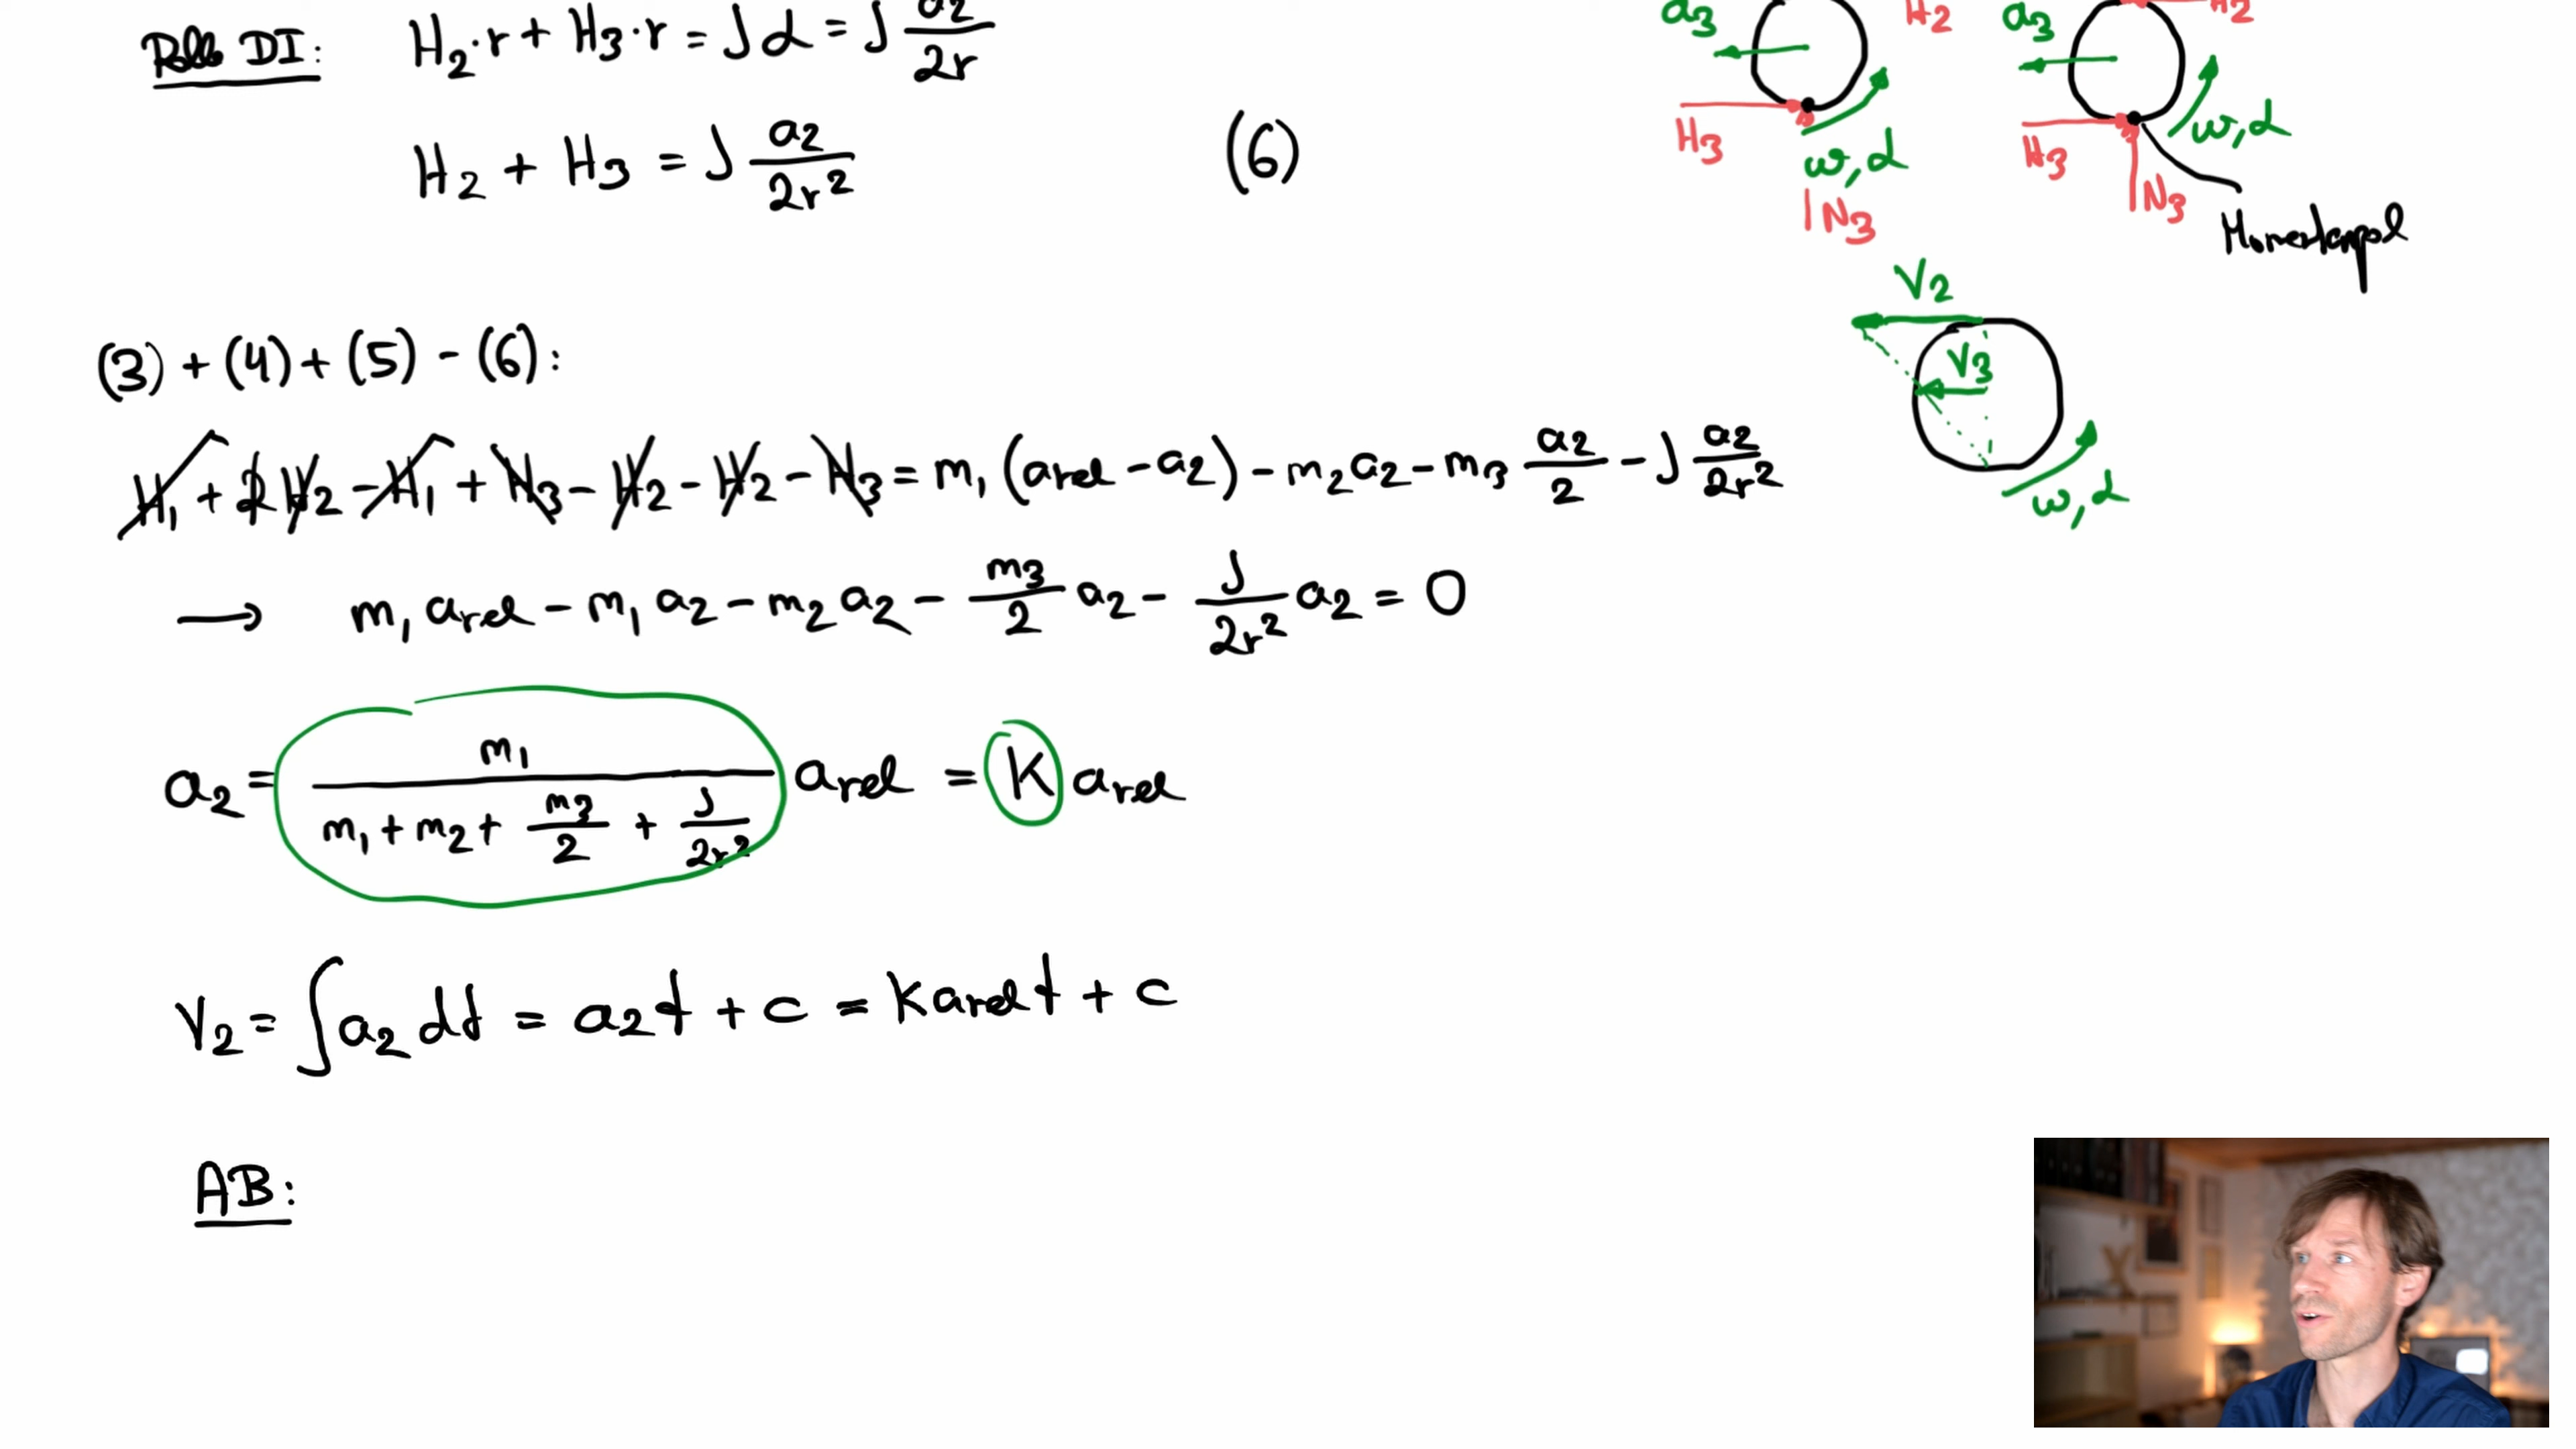 Rolle DI: H₂·r + H₃·r = J α = J a₂/2r
H₂ + H₃ = J a₂/2r² (6)
(3) + (4) + (5) - (6):
H₁ + 2H₂ - H₁ + H₃ - H₂ - H₂ - H₃ = m₁ (arel - a₂) - m₂a₂ - m₃ a₂/2 - J a₂/2r²
→ m₁ arel - m₁ a₂ - m₂ a₂ - m₃/2 a₂ - J/2r² a₂ = 0
a₂ = m₁/(m₁ + m₂ + m₃/2 + J/2r²) arel = K arel
V₂ = ∫a₂ dt = a₂t + c = K arel t + c
AB:
a₃ H₂ a₃ H₂
H₃ ω,α H₃ ω,α
N₃ N₃
Momentanpol
V₂
V₃
ω,α